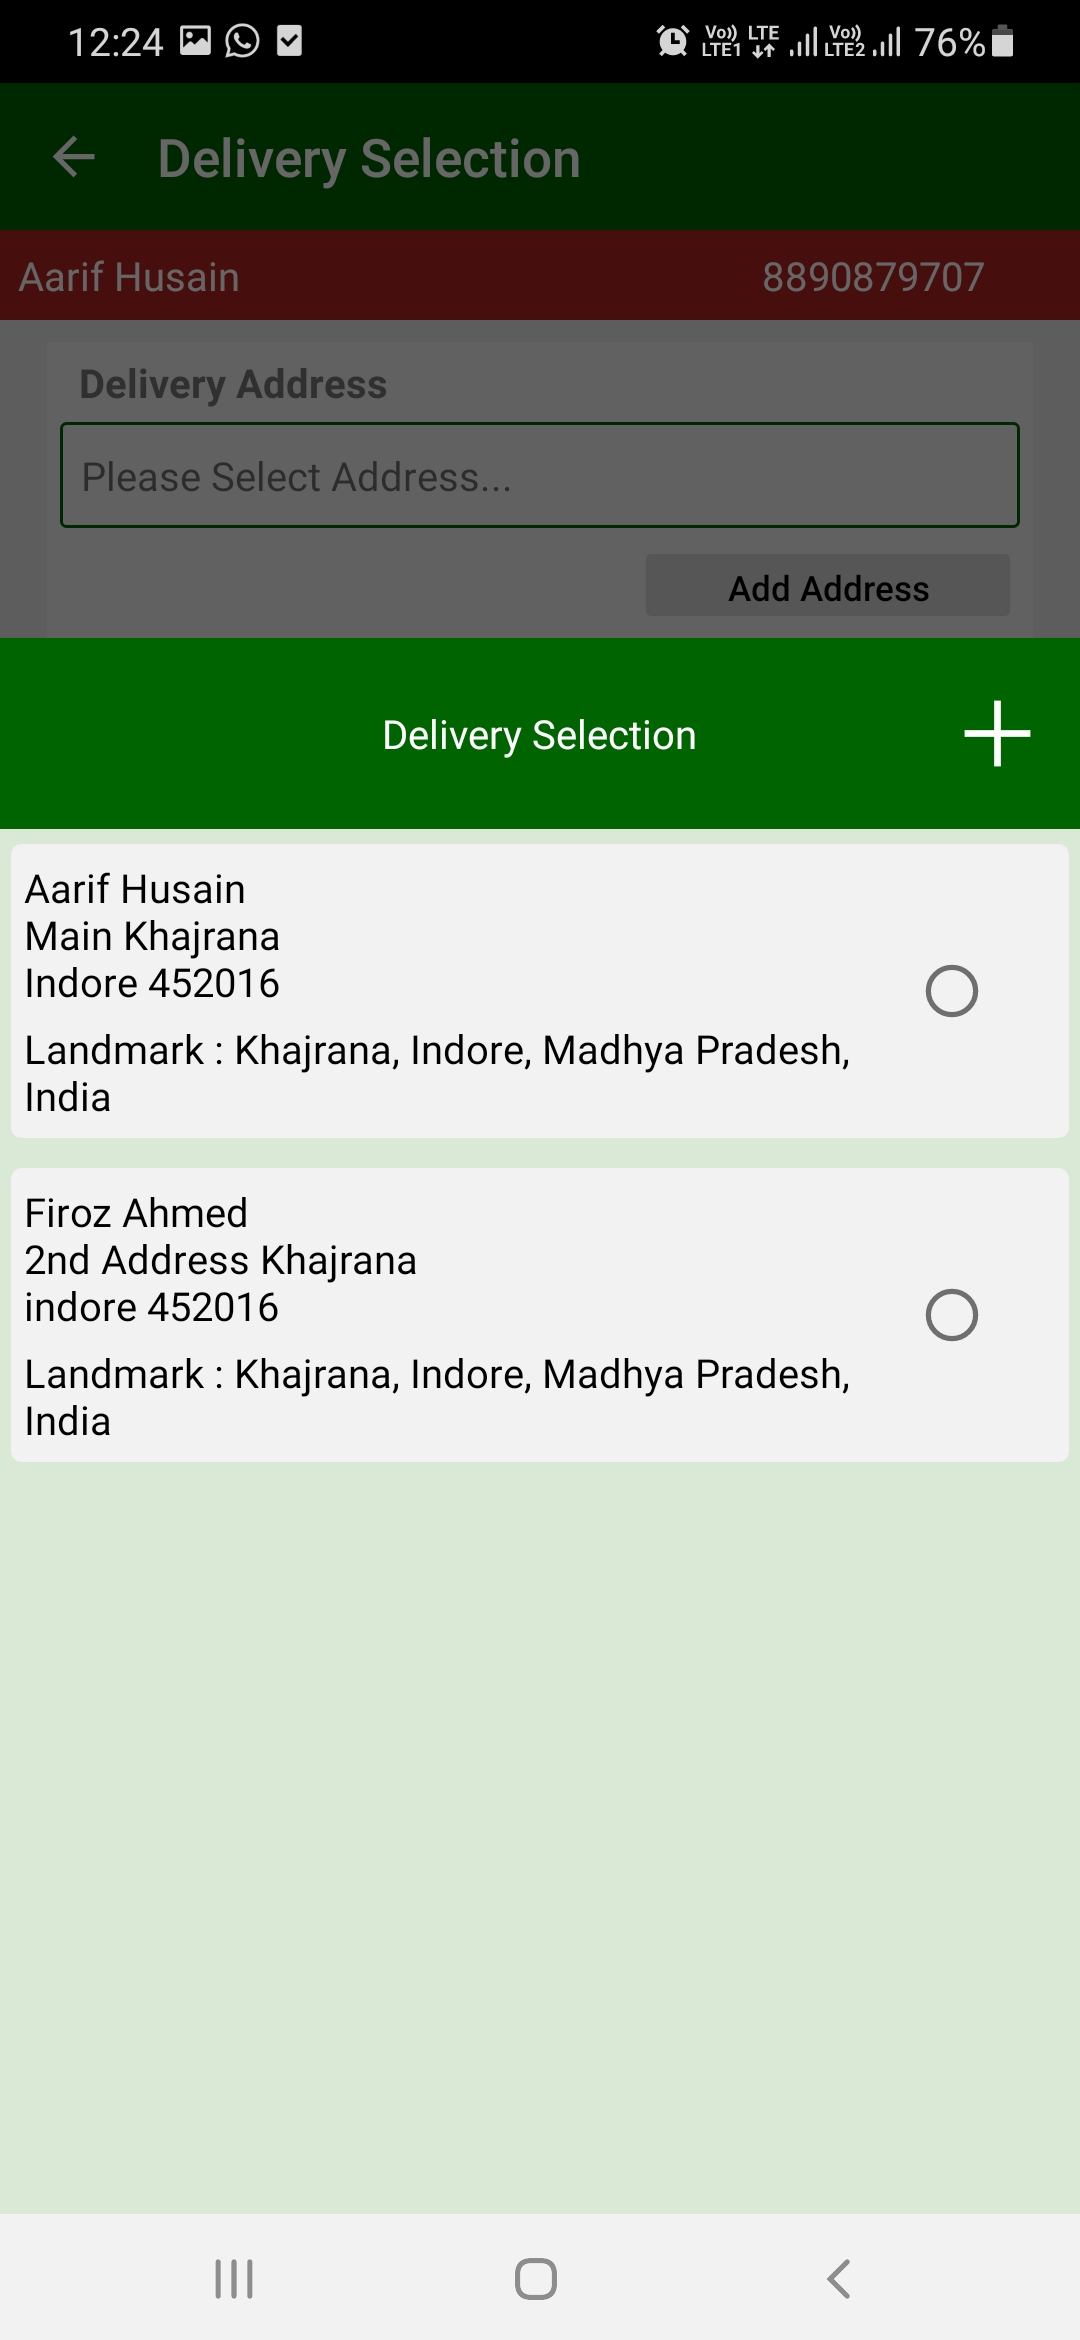 12:24
Vo)) LTE1 LTE Vo)) LTE2 76%
Delivery Selection
Aarif Husain 8890879707
Delivery Address
Please Select Address...
Add Address
Delivery Selection
Aarif Husain
Main Khajrana
Indore 452016
Landmark : Khajrana, Indore, Madhya Pradesh,
India
Firoz Ahmed
2nd Address Khajrana
indore 452016
Landmark : Khajrana, Indore, Madhya Pradesh,
India